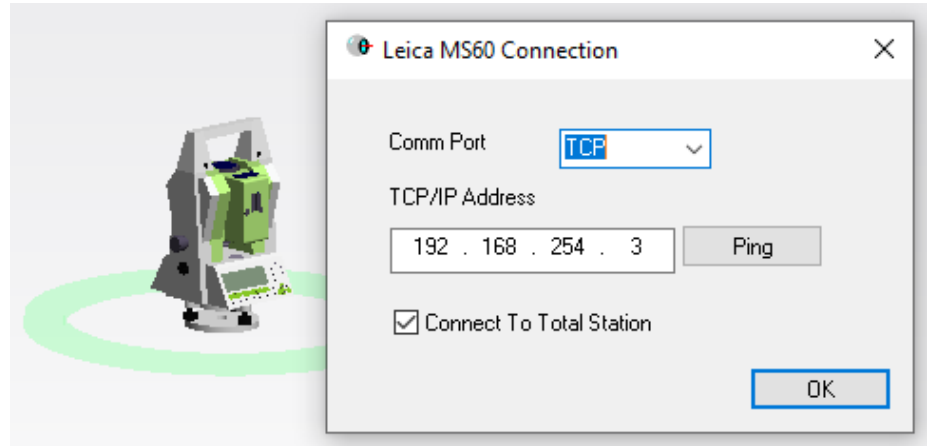 Leica MS60 Connection
Comm Port
TCP
TCP/IP Address
192 . 168 . 254 . 3
Ping
Connect To Total Station
OK